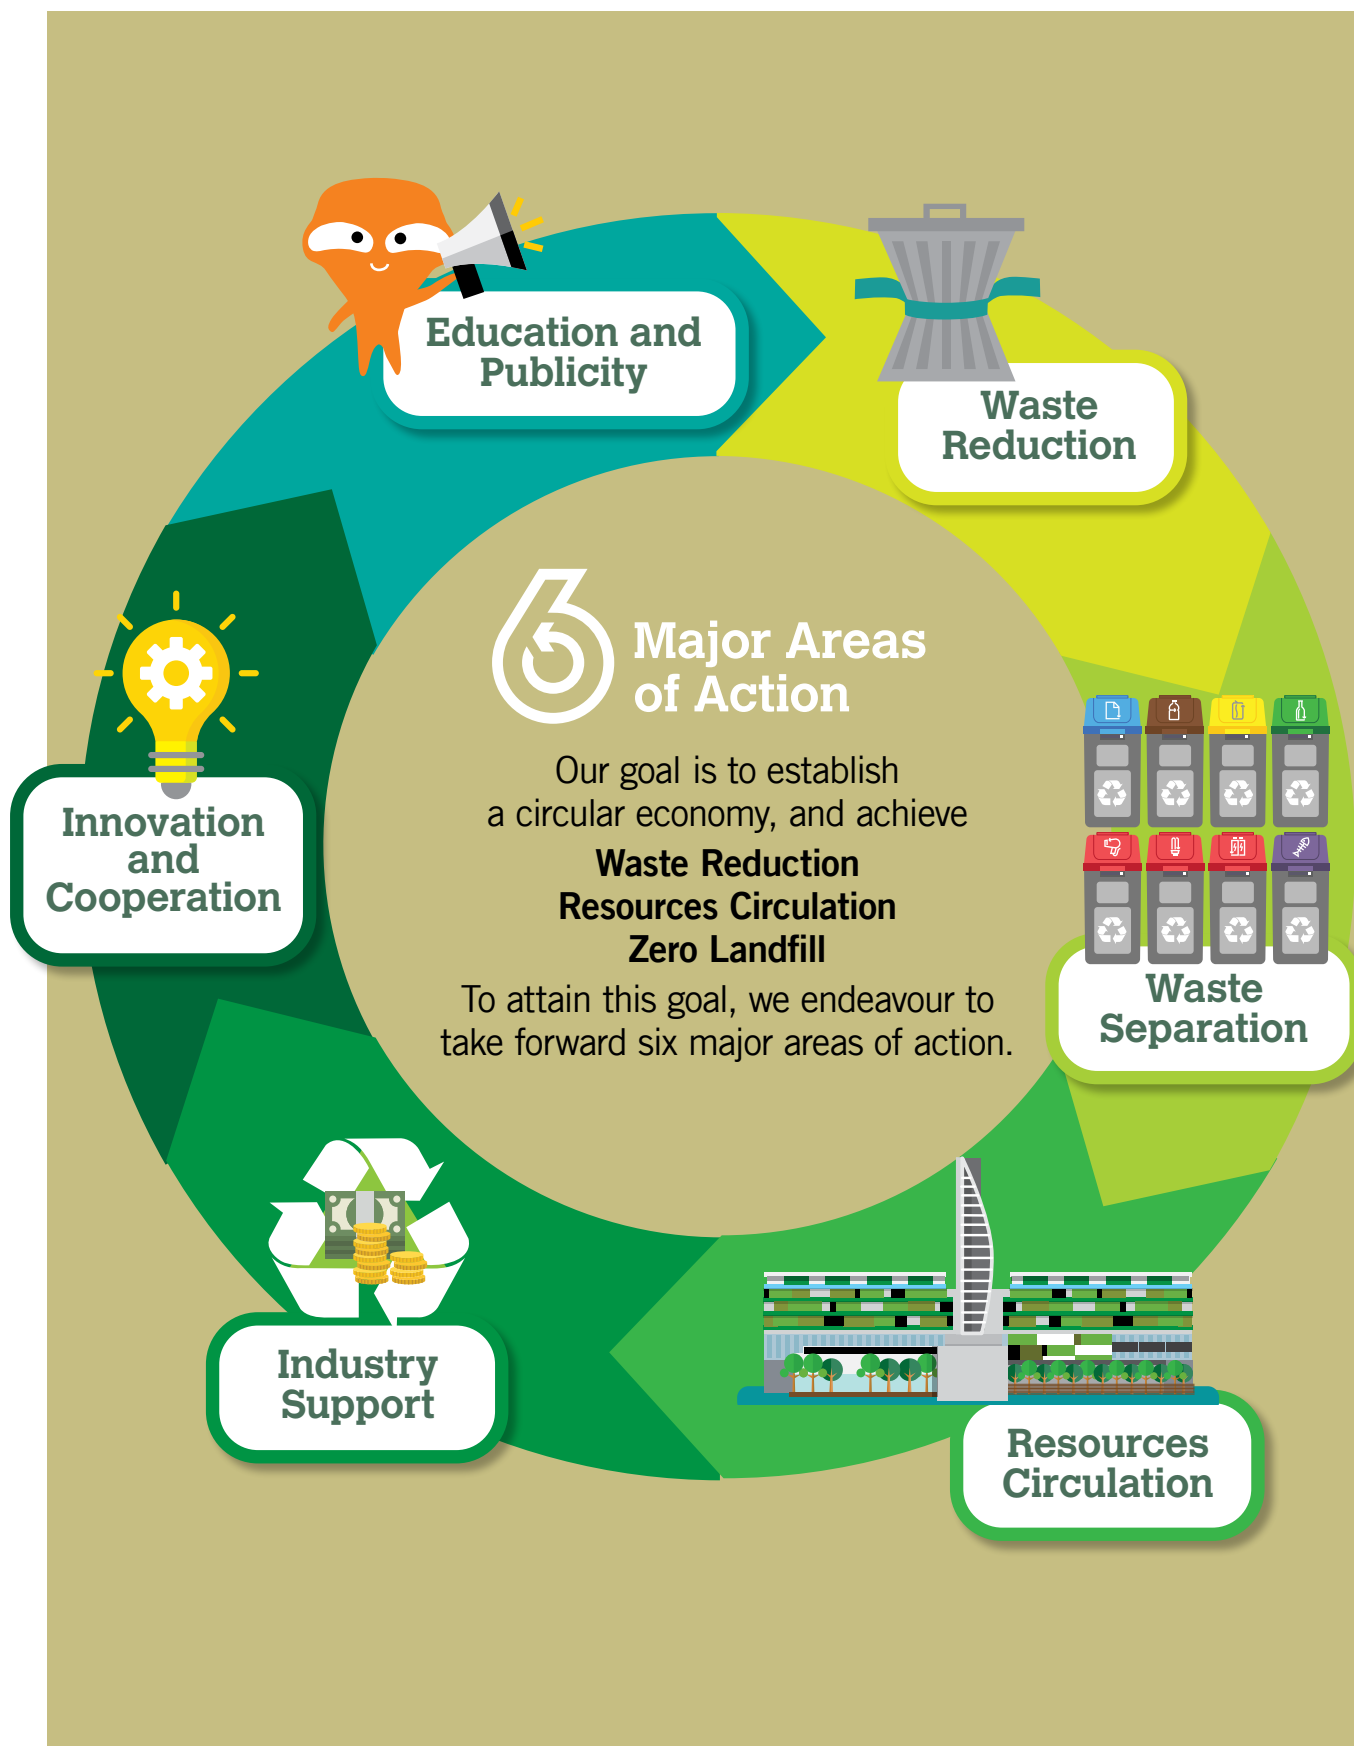 Education and
Publicity
Waste
Reduction
6 Major Areas
of Action
Our goal is to establish
a circular economy, and achieve
Waste Reduction
Resources Circulation
Zero Landfill
To attain this goal, we endeavour to
take forward six major areas of action.
Innovation
and
Cooperation
Waste
Separation
Industry
Support
Resources
Circulation